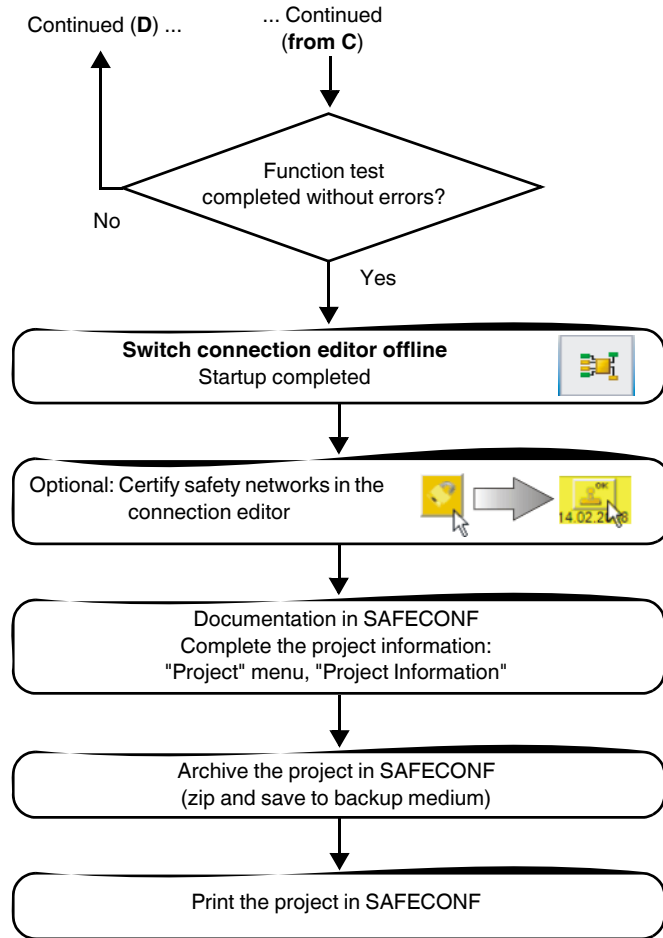 Continued (D) ...
... Continued
(from C)
Function test
completed without errors?
No
Yes
Switch connection editor offline
Startup completed
Optional: Certify safety networks in the
connection editor
OK
Documentation in SAFECONF
Complete the project information:
"Project" menu, "Project Information"
Archive the project in SAFECONF
(zip and save to backup medium)
Print the project in SAFECONF